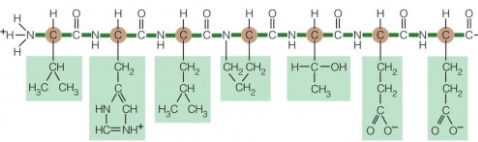 H H O H O H O H O H O H O H O
+H N C C C C C C C C C C C C C C
H N N N N N N
H H H H H
CH CH2 CH2 CH2 CH2 H C OH CH2 CH2
H3C CH3 C CH CH3 CH2 CH2
HN CH H3C CH3 C C
HC NH+ O O– O O–